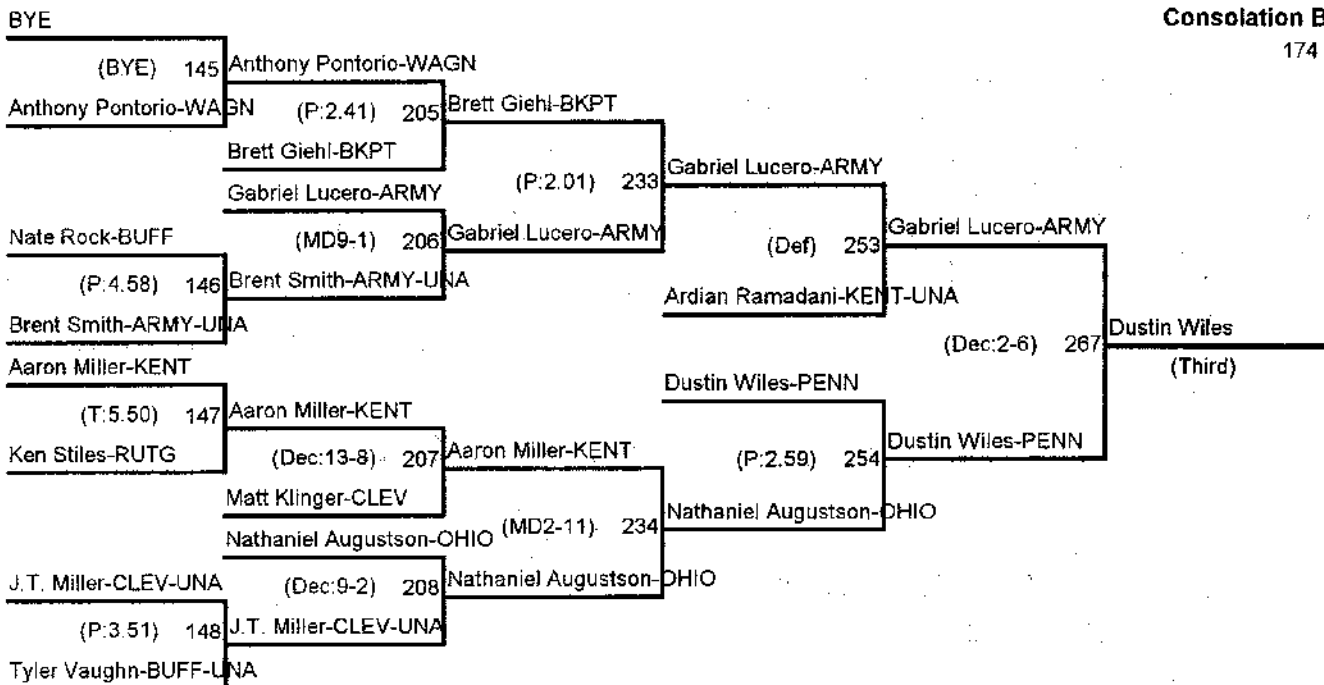 BYE
Consolation B
174
(BYE) 145 Anthony Pontorio-WAGN
Anthony Pontorio-WAGN
(P:2.41) 205 Brett Giehl-BKPT
Brett Giehl-BKPT
Gabriel Lucero-ARMY
(P:2.01) 233
Gabriel Lucero-ARMY
Nate Rock-BUFF
(MD9-1) 206 Gabriel Lucero-ARMY
(Def) 253
Gabriel Lucero-ARMY
(P:4.58) 146 Brent Smith-ARMY-UNA
Ardian Ramadani-KENT-UNA
Brent Smith-ARMY-UNA
(Dec:2-6) 267 Dustin Wiles
(Third)
Aaron Miller-KENT
Dustin Wiles-PENN
(T:5.50) 147 Aaron Miller-KENT
Ken Stiles-RUTG
(Dec:13-8) 207 Aaron Miller-KENT
(P:2.59) 254 Dustin Wiles-PENN
Matt Klinger-CLEV
(MD2-11) 234 Nathaniel Augustson-OHIO
Nathaniel Augustson-OHIO
J.T. Miller-CLEV-UNA
(Dec:9-2) 208 Nathaniel Augustson-OHIO
(P:3.51) 148 J.T. Miller-CLEV-UNA
Tyler Vaughn-BUFF-UNA